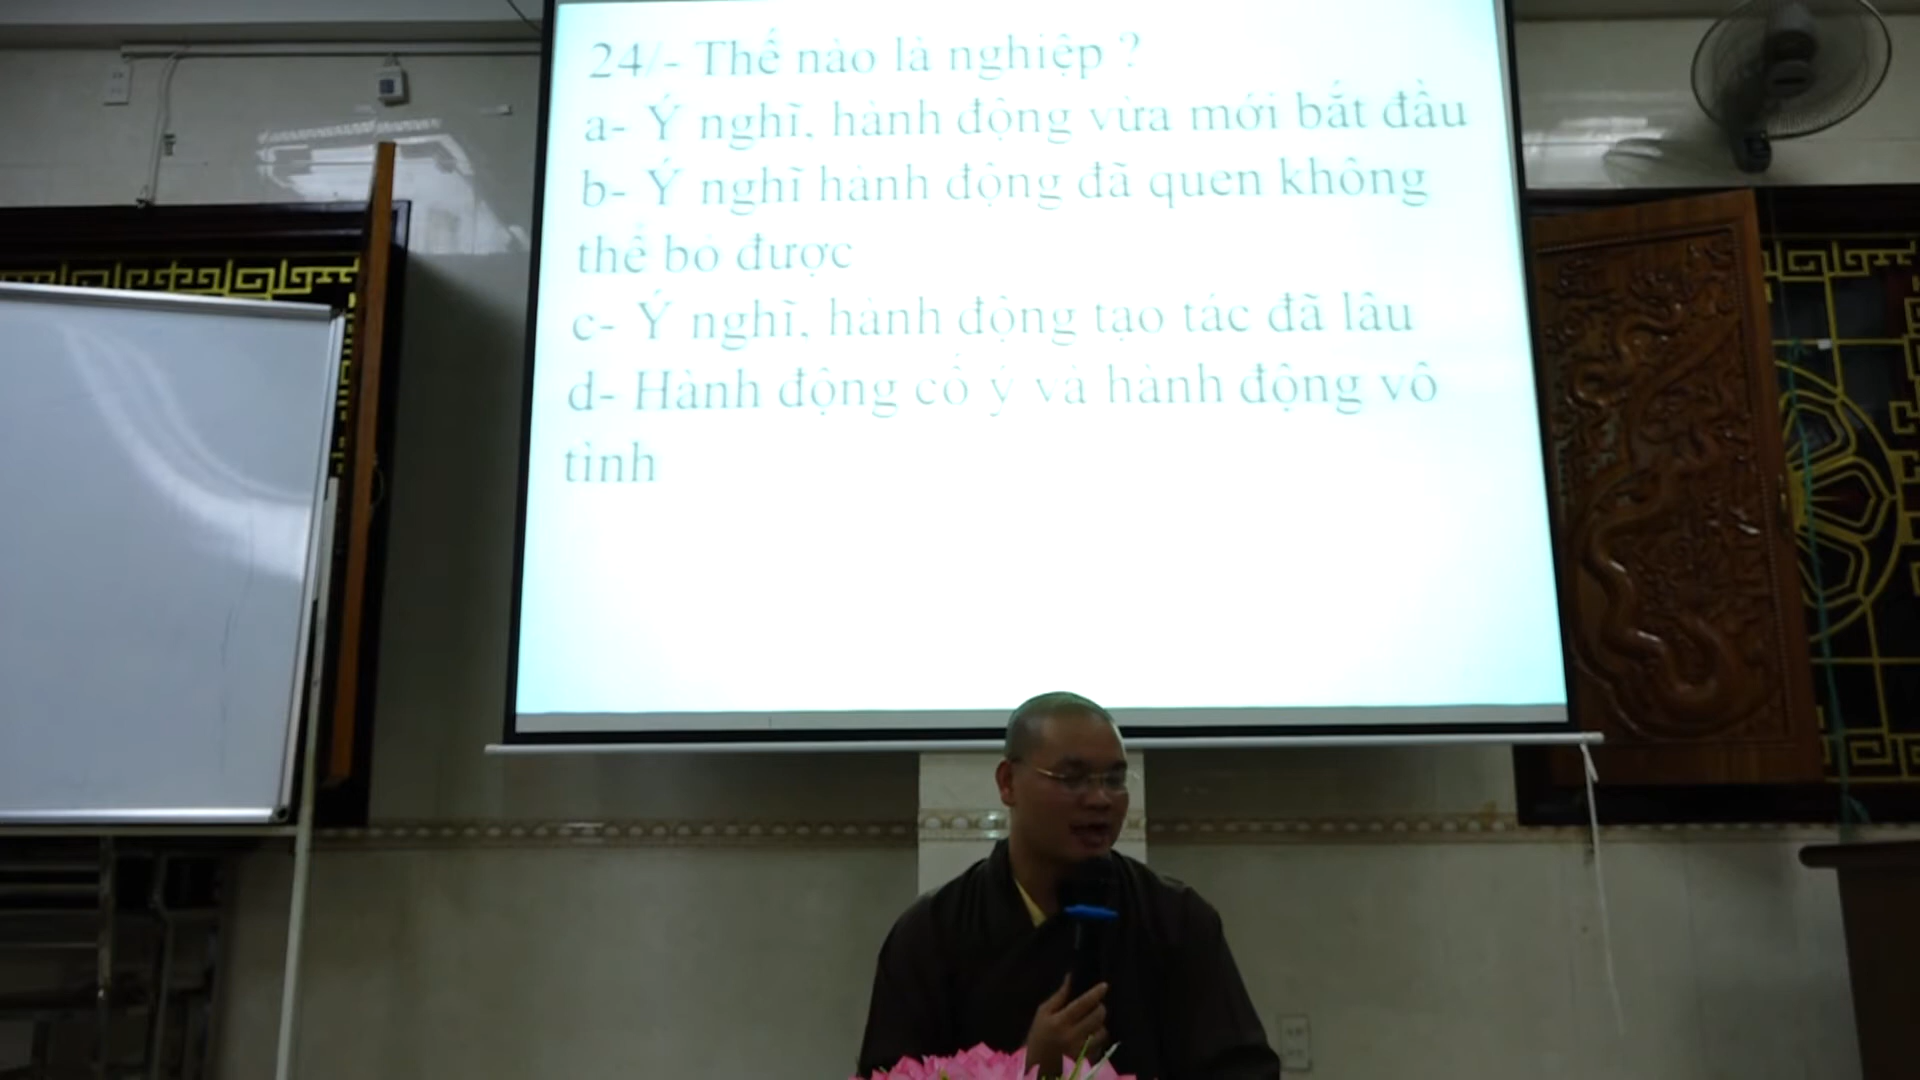 24/- Thế nào là nghiệp ?
a- Ý nghĩ, hành động vừa mới bắt đầu
b- Ý nghĩ hành động đã quen không
thể bỏ được
c- Ý nghĩ, hành động tạo tác đã lâu
d- Hành động cố ý và hành động vô
tình